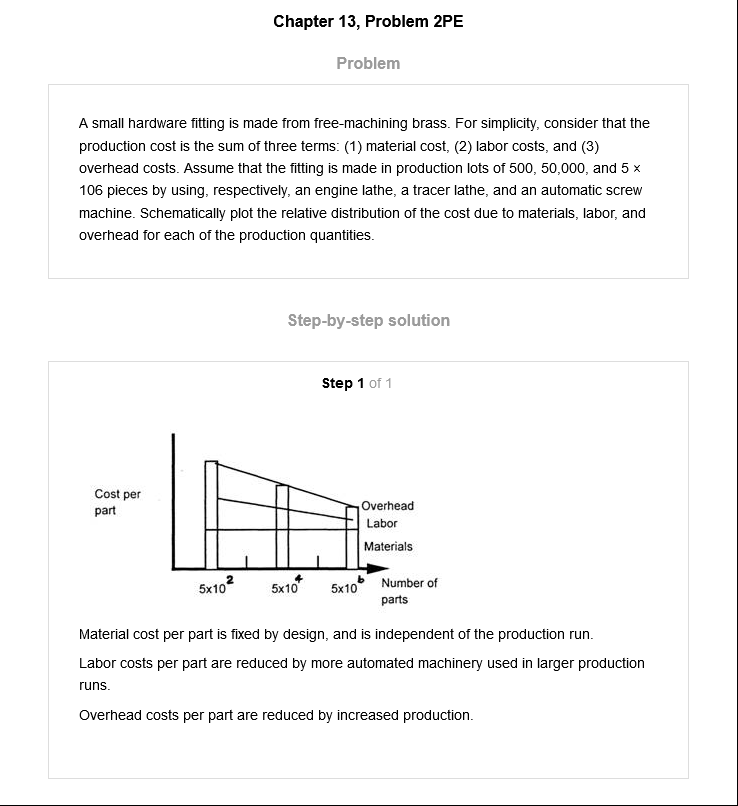 Chapter 13, Problem 2PE
Problem
A small hardware fitting is made from free-machining brass. For simplicity, consider that the
production cost is the sum of three terms: (1) material cost, (2) labor costs, and (3)
overhead costs. Assume that the fitting is made in production lots of 500, 50,000, and 5 ×
106 pieces by using, respectively, an engine lathe, a tracer lathe, and an automatic screw
machine. Schematically plot the relative distribution of the cost due to materials, labor, and
overhead for each of the production quantities.
Step-by-step solution
Step 1 of 1
Cost per
part
Overhead
Labor
Materials
5x10² 5x10⁴ 5x10⁶ Number of
parts
Material cost per part is fixed by design, and is independent of the production run.
Labor costs per part are reduced by more automated machinery used in larger production
runs.
Overhead costs per part are reduced by increased production.